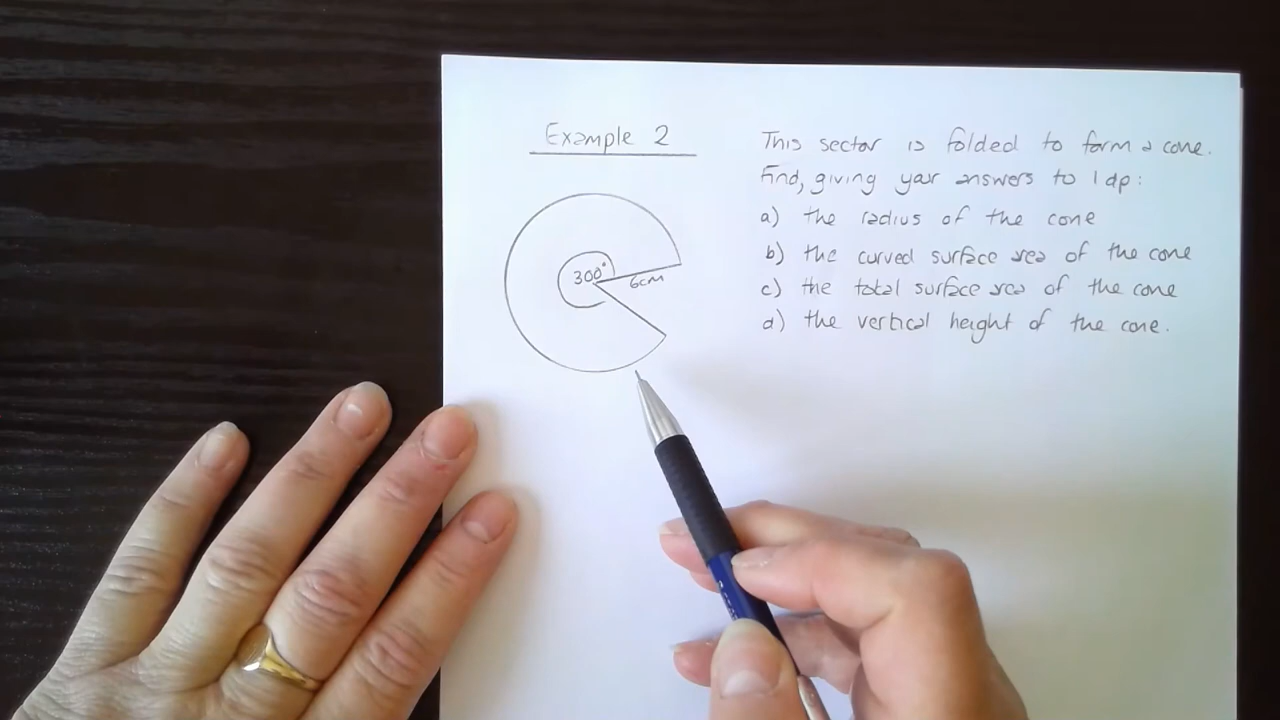 Example 2
300°
6cm
This sector is folded to form a cone.
Find, giving your answers to 1 dp:
a) the radius of the cone
b) the curved surface area of the cone
c) the total surface area of the cone
d) the vertical height of the cone.